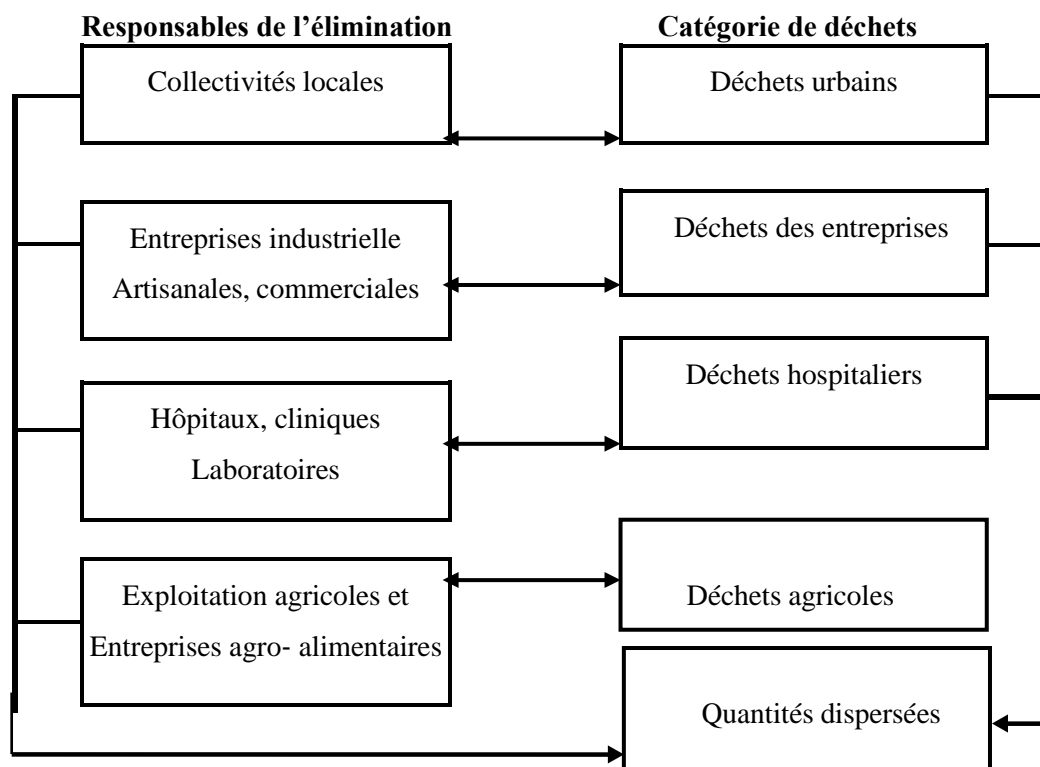 Responsables de l’élimination
Catégorie de déchets
Collectivités locales
Déchets urbains
Entreprises industrielle
Artisanales, commerciales
Déchets des entreprises
Hôpitaux, cliniques
Laboratoires
Déchets hospitaliers
Exploitation agricoles et
Entreprises agro- alimentaires
Déchets agricoles
Quantités dispersées